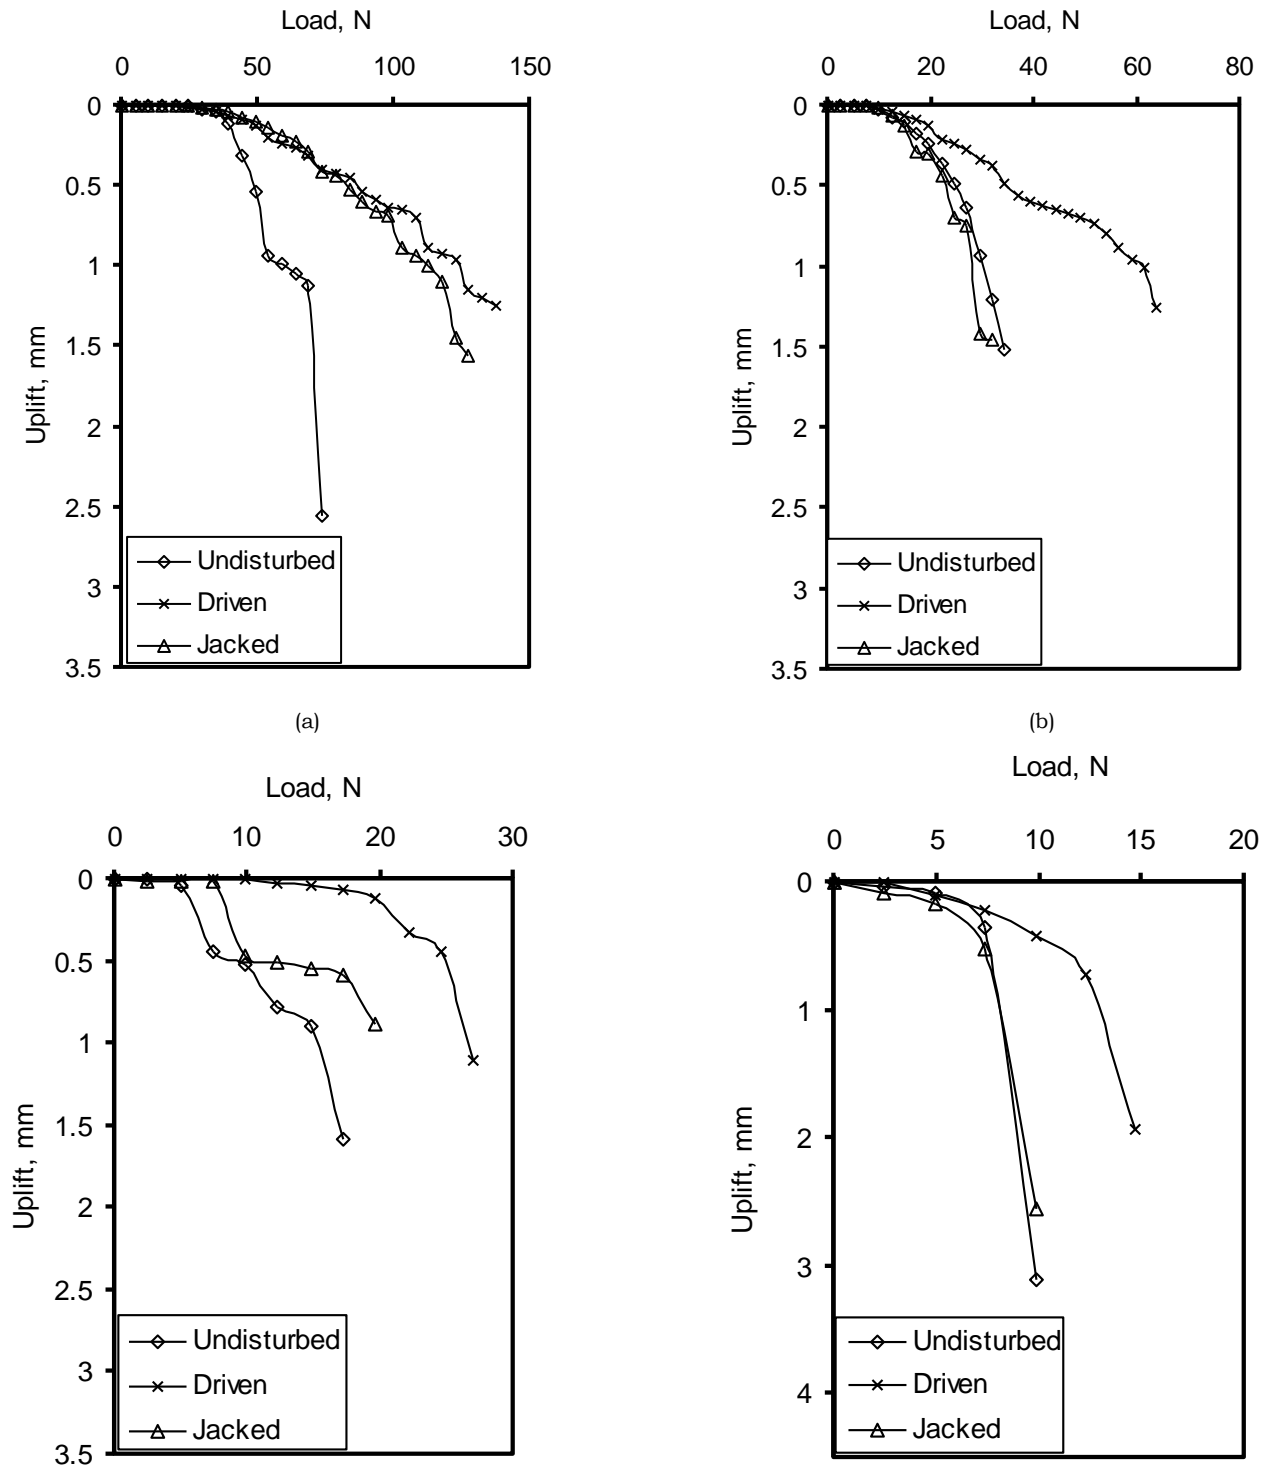 Load, N
0 50 100 150
0
0.5
1
1.5
2
2.5
3
3.5
Uplift, mm
Undisturbed
Driven
Jacked
(a)
Load, N
0 20 40 60 80
0
0.5
1
1.5
2
2.5
3
3.5
Uplift, mm
Undisturbed
Driven
Jacked
(b)
Load, N
0 10 20 30
0
0.5
1
1.5
2
2.5
3
3.5
Uplift, mm
Undisturbed
Driven
Jacked
Load, N
0 5 10 15 20
0
1
2
3
4
Uplift, mm
Undisturbed
Driven
Jacked